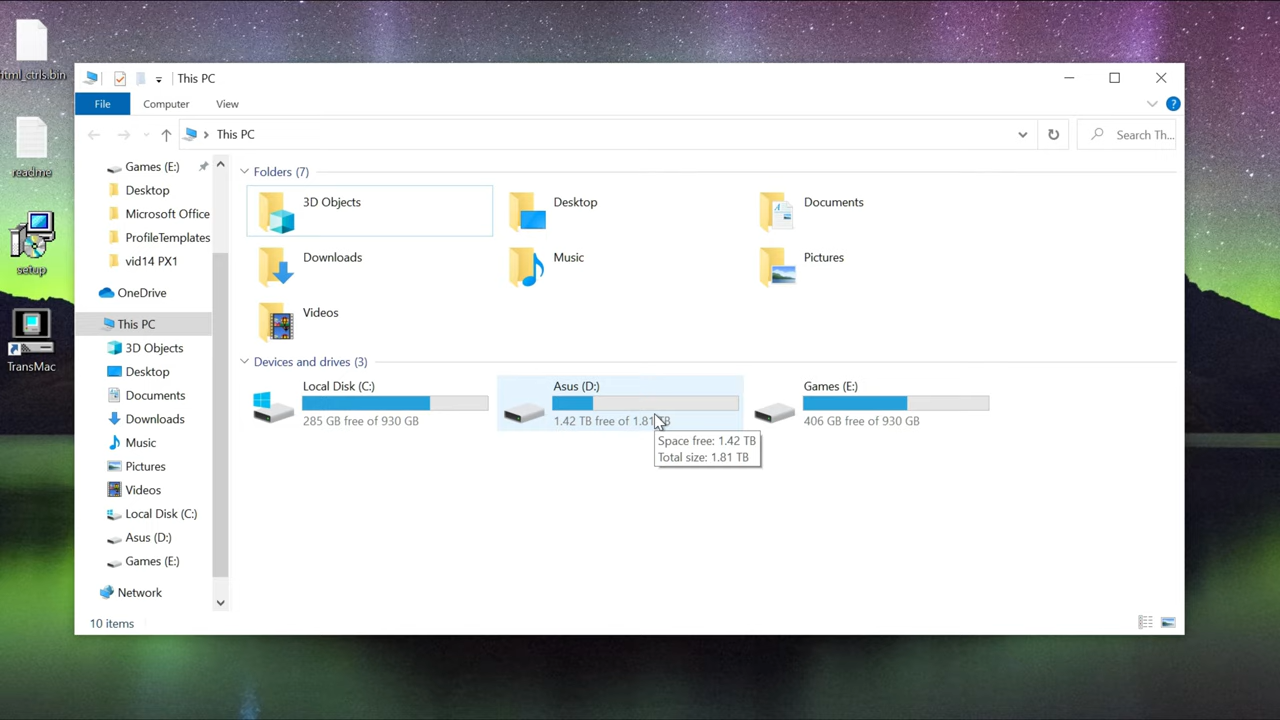 html_ctrls.bin
readme
setup
TransMac
This PC
File
Computer
View
This PC
Search Th...
Games (E:)
Desktop
Microsoft Office
ProfileTemplates
vid14 PX1
OneDrive
This PC
3D Objects
Desktop
Documents
Downloads
Music
Pictures
Videos
Local Disk (C:)
Asus (D:)
Games (E:)
Network
Folders (7)
3D Objects
Desktop
Documents
Downloads
Music
Pictures
Videos
Devices and drives (3)
Local Disk (C:)
285 GB free of 930 GB
Asus (D:)
1.42 TB free of 1.81 TB
Games (E:)
406 GB free of 930 GB
Space free: 1.42 TB
Total size: 1.81 TB
10 items